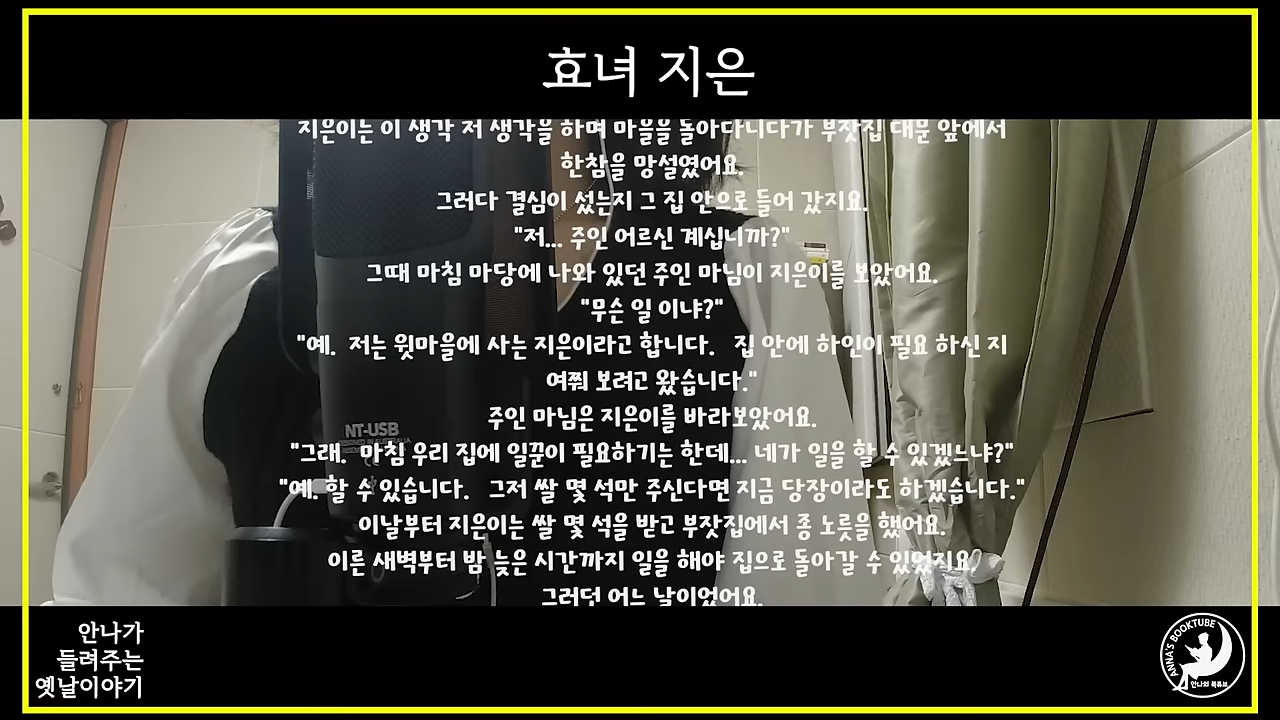 효녀 지은
지은이는 이 생각 저 생각을 하며 마을을 돌아다니다가 부잣집 대문 앞에서
한참을 망설였어요.
그러다 결심이 섰는지 그 집 안으로 들어 갔지요.
"저... 주인 어르신 계십니까?"
그때 마침 마당에 나와 있던 주인 마님이 지은이를 보았어요.
"무슨 일 이냐?"
"예. 저는 윗마을에 사는 지은이라고 합니다. 집 안에 하인이 필요 하신 지
여쭤 보려고 왔습니다."
주인 마님은 지은이를 바라보았어요.
"그래. 마침 우리 집에 일꾼이 필요하기는 한데... 네가 일을 할 수 있겠느냐?"
"예. 할 수 있습니다. 그저 쌀 몇 석만 주신다면 지금 당장이라도 하겠습니다."
이날부터 지은이는 쌀 몇 석을 받고 부잣집에서 종 노릇을 했어요.
이른 새벽부터 밤 늦은 시간까지 일을 해야 집으로 돌아갈 수 있었지요.
그러던 어느 날이었어요.
NT-USB
DESIGNED IN AUSTRALIA
안나가
들려주는
옛날이야기
ANNA'S BOOKTUBE
안나의 북튜브